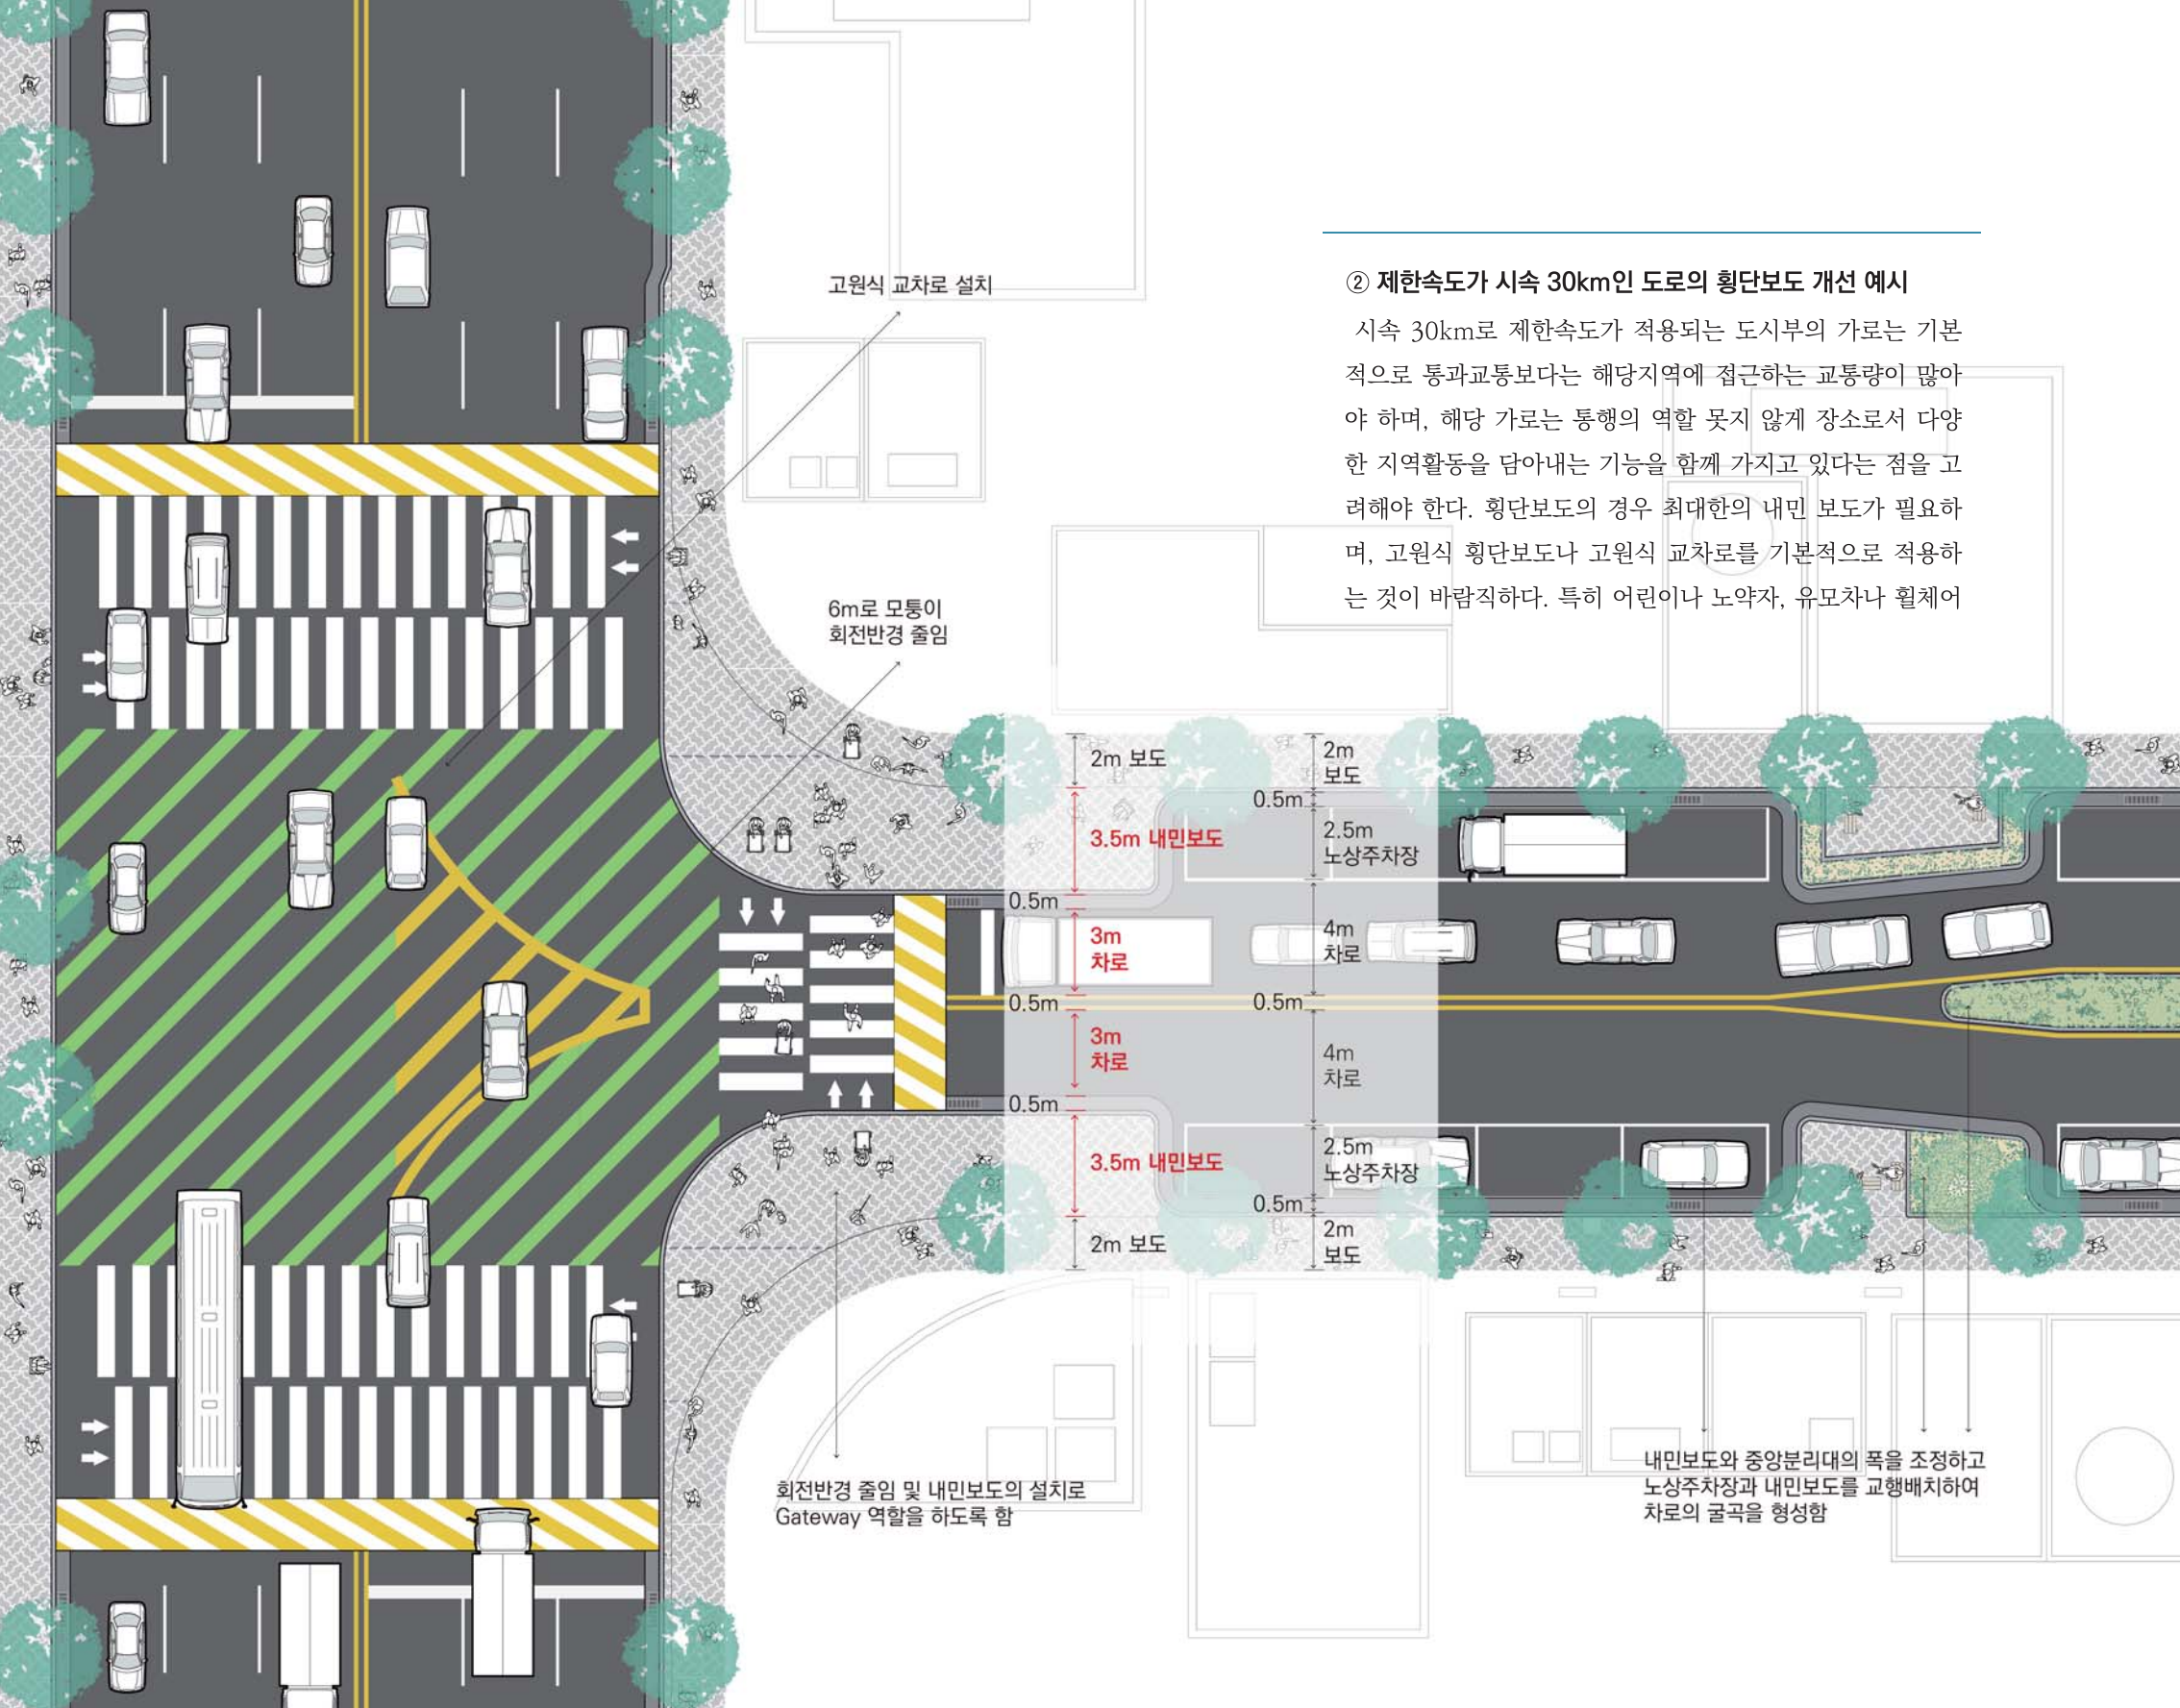 ② 제한속도가 시속 30km인 도로의 횡단보도 개선 예시
시속 30km로 제한속도가 적용되는 도시부의 가로는 기본
적으로 통과교통보다는 해당지역에 접근하는 교통량이 많아
야 하며, 해당 가로는 통행의 역할 못지 않게 장소로서 다양
한 지역활동을 담아내는 기능을 함께 가지고 있다는 점을 고
려해야 한다. 횡단보도의 경우 최대한의 내민 보도가 필요하
며, 고원식 횡단보도나 고원식 교차로를 기본적으로 적용하
는 것이 바람직하다. 특히 어린이나 노약자, 유모차나 휠체어
고원식 교차로 설치
6m로 모퉁이
회전반경 줄임
2m 보도
3.5m 내민보도
0.5m
3m
차로
0.5m
3m
차로
0.5m
3.5m 내민보도
2m 보도
2m
보도
0.5m
2.5m
노상주차장
4m
차로
0.5m
4m
차로
2.5m
노상주차장
0.5m
2m
보도
회전반경 줄임 및 내민보도의 설치로
Gateway 역할을 하도록 함
내민보도와 중앙분리대의 폭을 조정하고
노상주차장과 내민보도를 교행배치하여
차로의 굴곡을 형성함